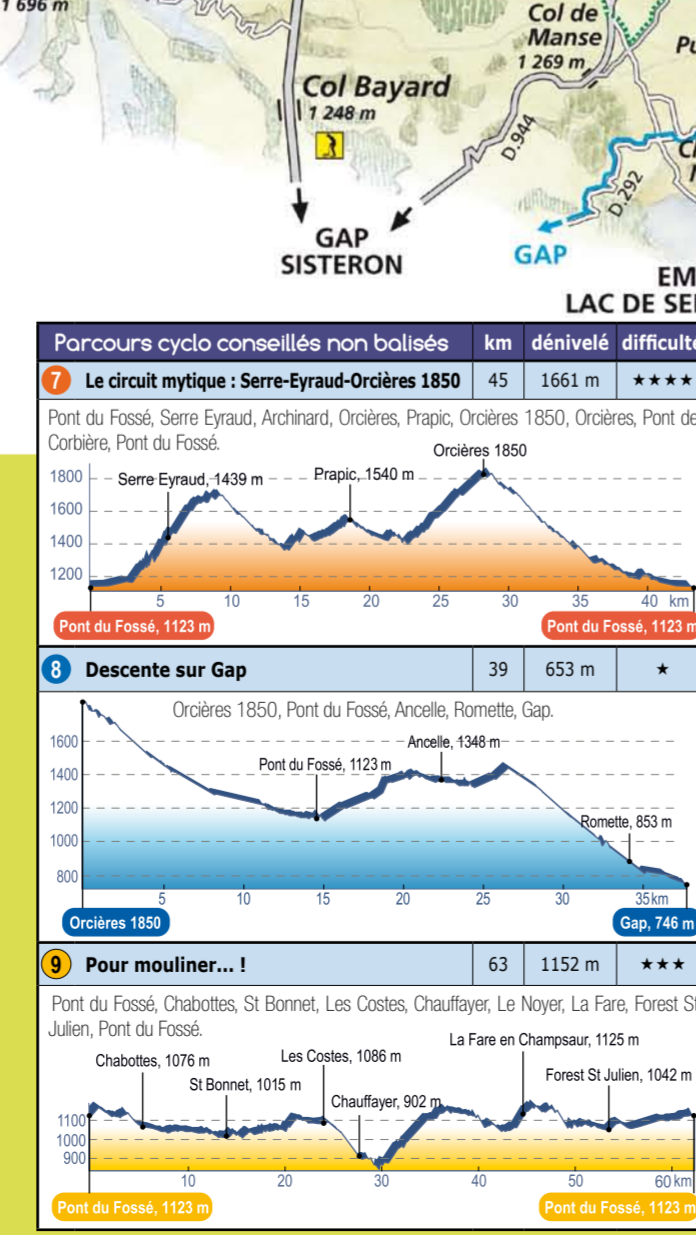 1 696 m
Col de
Manse
1 269 m
Col Bayard
1 248 m
D.944
D.292
GAP
SISTERON
GAP
EM
LAC DE SE
Parcours cyclo conseillés non balisés km dénivelé difficulté
7 Le circuit mytique : Serre-Eyraud-Orcières 1850 45 1661 m ★★★★
Pont du Fossé, Serre Eyraud, Archinard, Orcières, Prapic, Orcières 1850, Orcières, Pont de
Corbière, Pont du Fossé.
Orcières 1850
Serre Eyraud, 1439 m
Prapic, 1540 m
1800
1600
1400
1200
5 10 15 20 25 30 35 40 km
Pont du Fossé, 1123 m
Pont du Fossé, 1123 m
8 Descente sur Gap 39 653 m ★
Orcières 1850, Pont du Fossé, Ancelle, Romette, Gap.
Ancelle, 1348 m
Pont du Fossé, 1123 m
Romette, 853 m
1600
1400
1200
1000
800
5 10 15 20 25 30 35km
Orcières 1850
Gap, 746 m
9 Pour mouliner... ! 63 1152 m ★★★
Pont du Fossé, Chabottes, St Bonnet, Les Costes, Chauffayer, Le Noyer, La Fare, Forest St
Julien, Pont du Fossé.
La Fare en Champsaur, 1125 m
Les Costes, 1086 m
Chabottes, 1076 m
Forest St Julien, 1042 m
St Bonnet, 1015 m
Chauffayer, 902 m
1100
1000
900
10 20 30 40 50 60 km
Pont du Fossé, 1123 m
Pont du Fossé, 1123 m